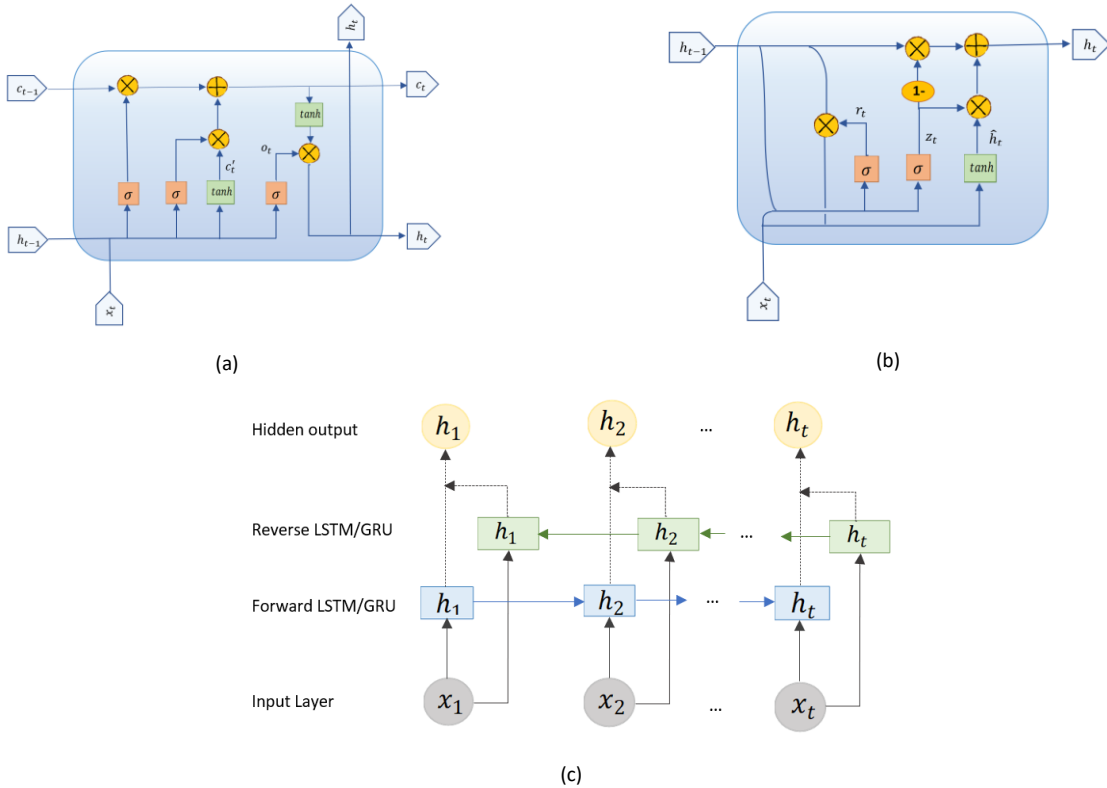 h_t
c_{t-1}
c_t
tanh
o_t
c'_t
σ
σ
tanh
σ
h_{t-1}
h_t
x_t
(a)
h_{t-1}
h_t
1-
r_t
z_t
ĥ_t
σ
σ
tanh
x_t
(b)
Hidden output
h_1
h_2
...
h_t
Reverse LSTM/GRU
h_1
h_2
...
h_t
Forward LSTM/GRU
h_1
h_2
...
h_t
Input Layer
x_1
x_2
...
x_t
(c)